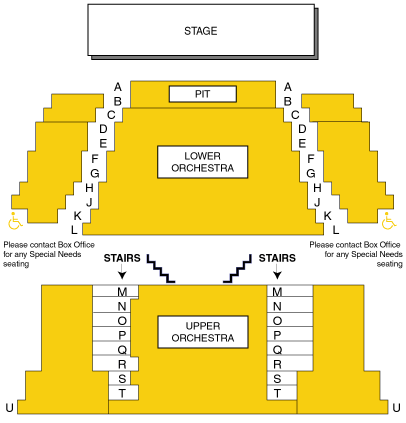 STAGE
A A
B PIT B
C C
D D
E LOWER E
F ORCHESTRA F
G G
H H
J J
K K
L L
Please contact Box Office
for any Special Needs
seating
Please contact Box Office
for any Special Needs
seating
STAIRS STAIRS
M M
N N
O O
P UPPER P
Q ORCHESTRA Q
R R
S S
T T
U U